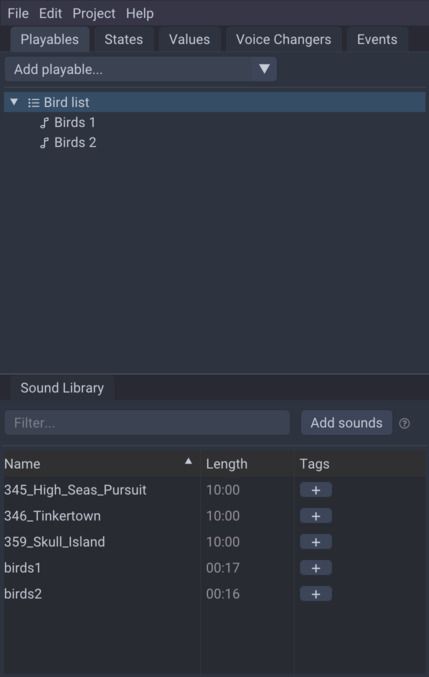 File Edit Project Help
Playables States Values Voice Changers Events
Add playable...
Bird list
Birds 1
Birds 2
Sound Library
Filter... Add sounds ?
Name Length Tags
345_High_Seas_Pursuit 10:00 +
346_Tinkertown 10:00 +
359_Skull_Island 10:00 +
birds1 00:17 +
birds2 00:16 +